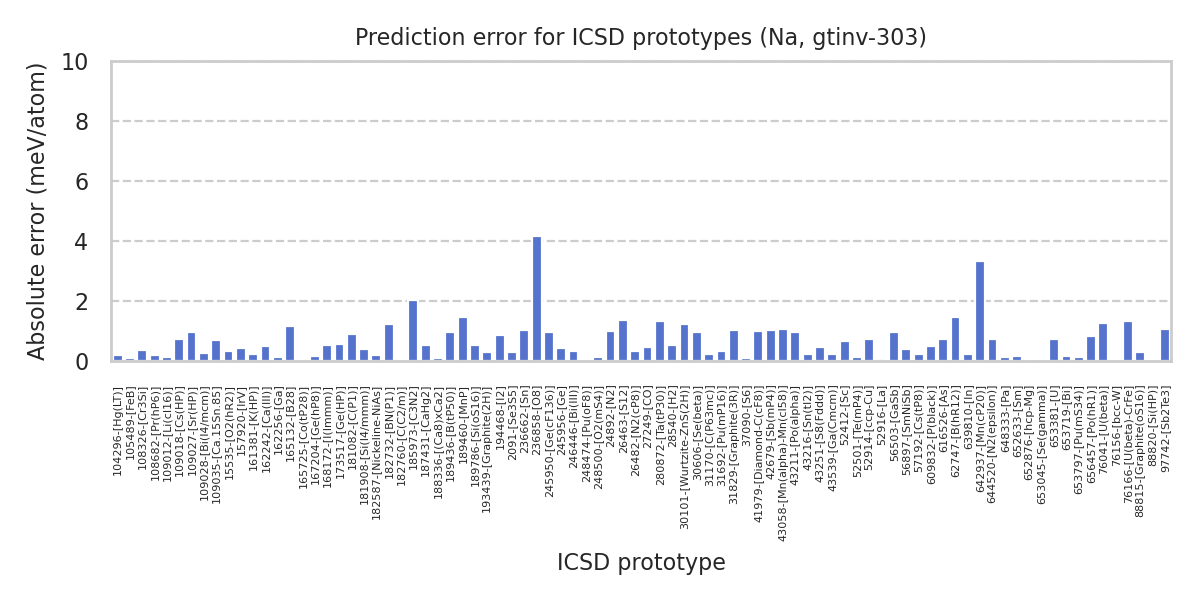 Prediction error for ICSD prototypes (Na, gtinv-303)
Absolute error (meV/atom)
10
8
6
4
2
0
104296-[Hg(LT)]
105489-[FeB]
108326-[Cr3Si]
108682-[Pr(hP6)]
109012-[Li(cI16)]
109018-[Cs(HP)]
109027-[Sr(HP)]
109028-[Bi(I4/mcm)]
109035-[Ca.15Sn.85]
15535-[O2(hR2)]
157920-[IrV]
161381-[K(HP)]
162242-[Ca(III)]
162256-[Ga]
165132-[B28]
165725-[Co(tP28)]
167204-[Ge(hP8)]
168172-[I(Immm)]
173517-[Ge(HP)]
181082-[C(P1)]
181908-[Si(I4/mmm)]
182587-[Nickeline-NiAs]
182732-[BN(P1)]
182760-[C(C2/m)]
185973-[C3N2]
187431-[CaHg2]
188336-[(Ca8)xCa2]
189436-[B(tP50)]
189460-[MnP]
189786-[Si(oS16)]
193439-[Graphite(2H)]
194468-[I2]
2091-[Se3S5]
236662-[Sn]
236858-[O8]
245950-[Ge(cF136)]
245956-[Ge]
246446-[Bi(III)]
248474-[Pu(oF8)]
248500-[O2(mS4)]
24892-[N2]
26463-[S12]
26482-[N2(cP8)]
27249-[CO]
280872-[Ta(tP30)]
28540-[H2]
30101-[Wurtzite-ZnS(2H)]
30606-[Se(beta)]
31170-[C(P63mc)]
31692-[Pu(mP16)]
31829-[Graphite(3R)]
37090-[S6]
41979-[Diamond-C(cF8)]
42679-[Sb(mP4)]
43058-[Mn(alpha)-Mn(cI58)]
43211-[Po(alpha)]
43216-[Sn(tI2)]
43251-[S8(Fddd)]
43539-[Ga(Cmcm)]
52412-[Sc]
52501-[Te(mP4)]
52914-[fcc-Cu]
52916-[La]
56503-[GaSb]
56897-[SmNiSb]
57192-[Cs(tP8)]
609832-[P(black)]
616526-[As]
62747-[B(hR12)]
639810-[In]
642937-[Mn(cP20)]
644520-[N2(epsilon)]
648333-[Pa]
652633-[Sm]
652876-[hcp-Mg]
653045-[Se(gamma)]
653381-[U]
653719-[Bi]
653797-[Pu(mS34)]
656457-[Po(hR1)]
76041-[U(beta)]
76156-[bcc-W]
76166-[U(beta)-CrFe]
88815-[Graphite(oS16)]
88820-[Si(HP)]
97742-[Sb2Te3]
ICSD prototype